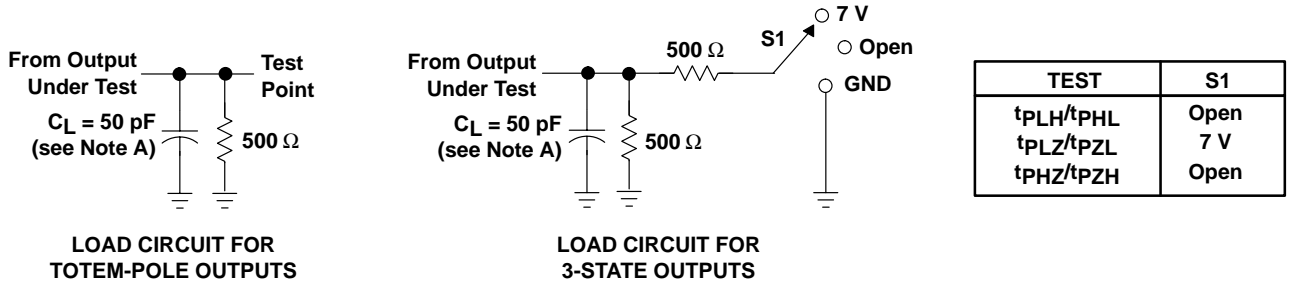 From Output
Under Test
Test
Point
CL = 50 pF
(see Note A)
500 Ω
LOAD CIRCUIT FOR
TOTEM-POLE OUTPUTS
From Output
Under Test
500 Ω
S1
7 V
Open
GND
CL = 50 pF
(see Note A)
500 Ω
LOAD CIRCUIT FOR
3-STATE OUTPUTS
TEST S1
tPLH/tPHL Open
tPLZ/tPZL 7 V
tPHZ/tPZH Open